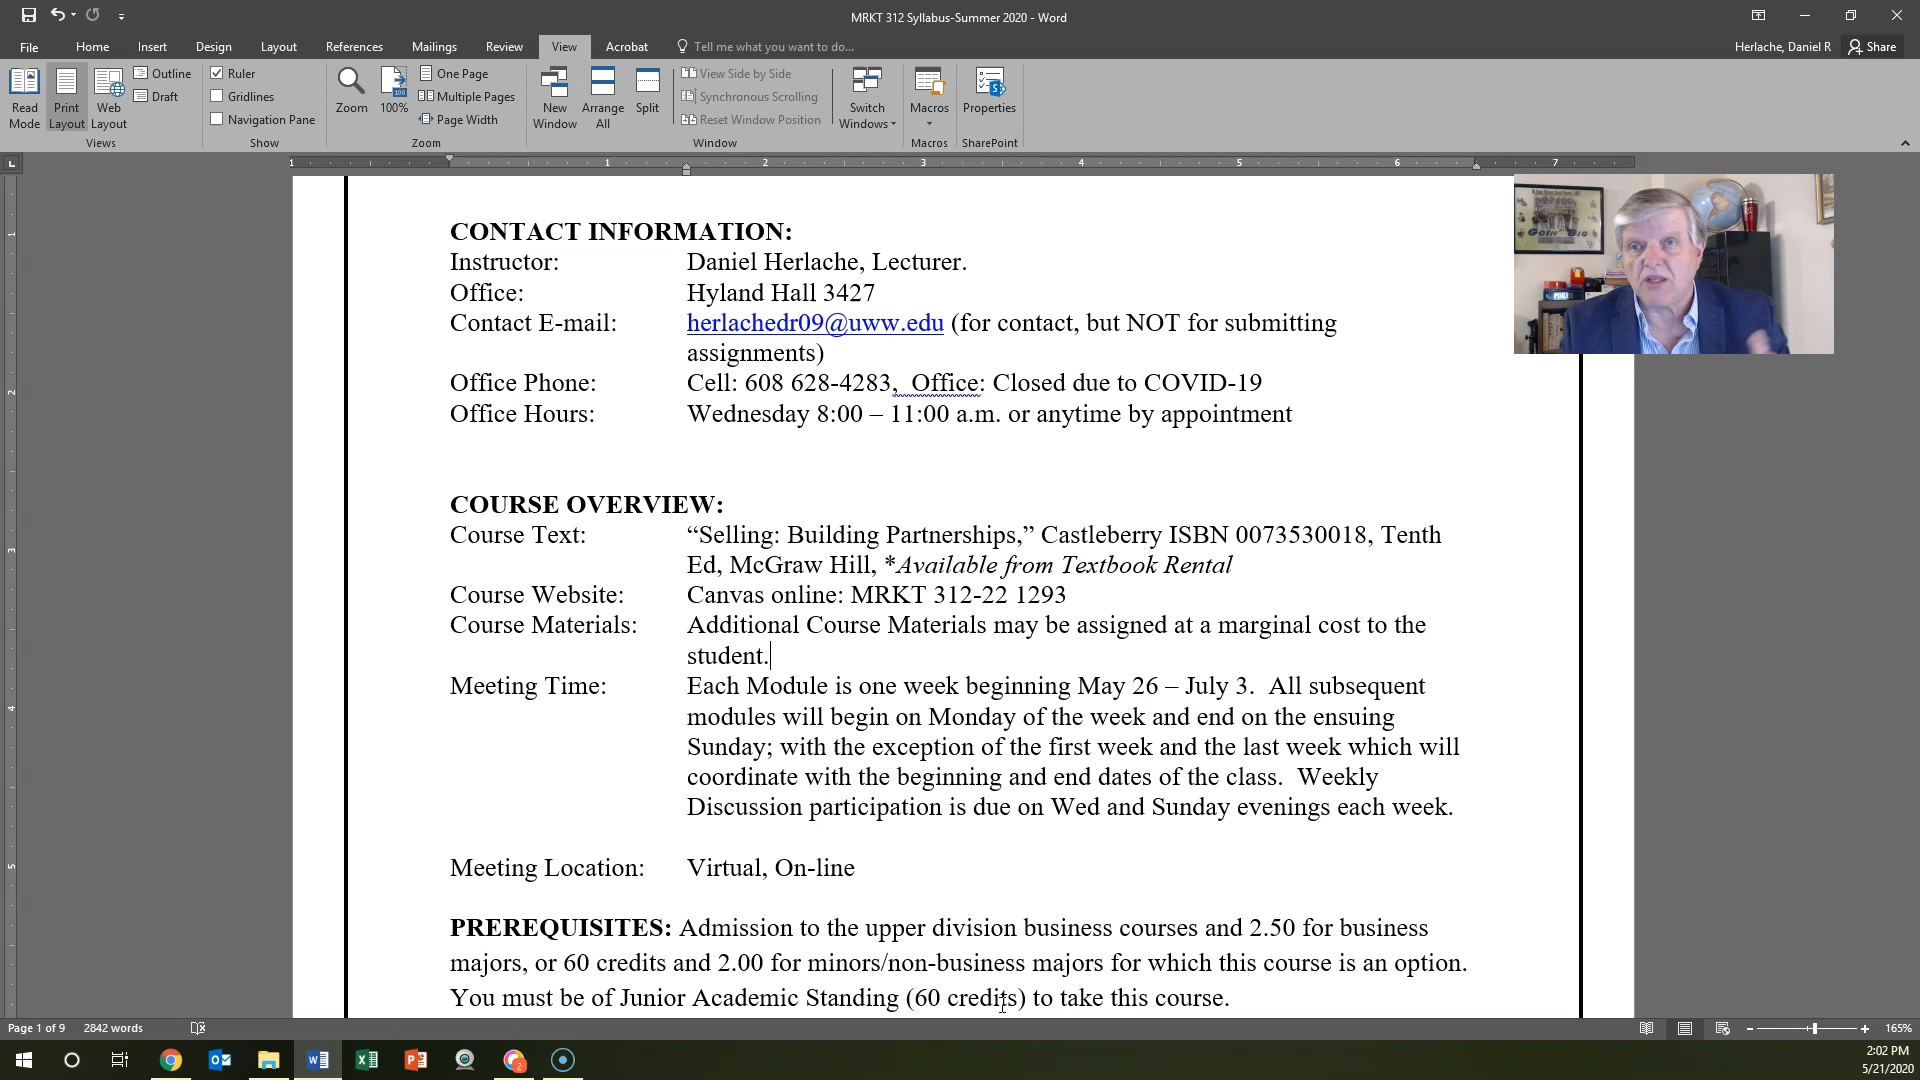 MRKT 312 Syllabus-Summer 2020 - Word
File Home Insert Design Layout References Mailings Review View Acrobat Tell me what you want to do... Herlache, Daniel R Share
Read Mode
Print Layout
Web Layout
Outline
Draft
Views
Ruler
Gridlines
Navigation Pane
Show
Zoom
100%
One Page
Multiple Pages
Page Width
Zoom
New Window
Arrange All
Split
View Side by Side
Synchronous Scrolling
Reset Window Position
Window
Switch Windows
Macros
Macros
Properties
SharePoint
1 1 2 3 4 5 6 7
CONTACT INFORMATION:
Instructor: Daniel Herlache, Lecturer.
Office: Hyland Hall 3427
Contact E-mail: herlachedr09@uww.edu (for contact, but NOT for submitting
assignments)
Office Phone: Cell: 608 628-4283, Office: Closed due to COVID-19
Office Hours: Wednesday 8:00 – 11:00 a.m. or anytime by appointment
COURSE OVERVIEW:
Course Text: “Selling: Building Partnerships,” Castleberry ISBN 0073530018, Tenth
Ed, McGraw Hill, *Available from Textbook Rental
Course Website: Canvas online: MRKT 312-22 1293
Course Materials: Additional Course Materials may be assigned at a marginal cost to the
student.
Meeting Time: Each Module is one week beginning May 26 – July 3. All subsequent
modules will begin on Monday of the week and end on the ensuing
Sunday; with the exception of the first week and the last week which will
coordinate with the beginning and end dates of the class. Weekly
Discussion participation is due on Wed and Sunday evenings each week.
Meeting Location: Virtual, On-line
PREREQUISITES: Admission to the upper division business courses and 2.50 for business
majors, or 60 credits and 2.00 for minors/non-business majors for which this course is an option.
You must be of Junior Academic Standing (60 credits) to take this course.
GOIN' BIG
POKER
Page 1 of 9 2842 words 165%
2:02 PM
5/21/2020